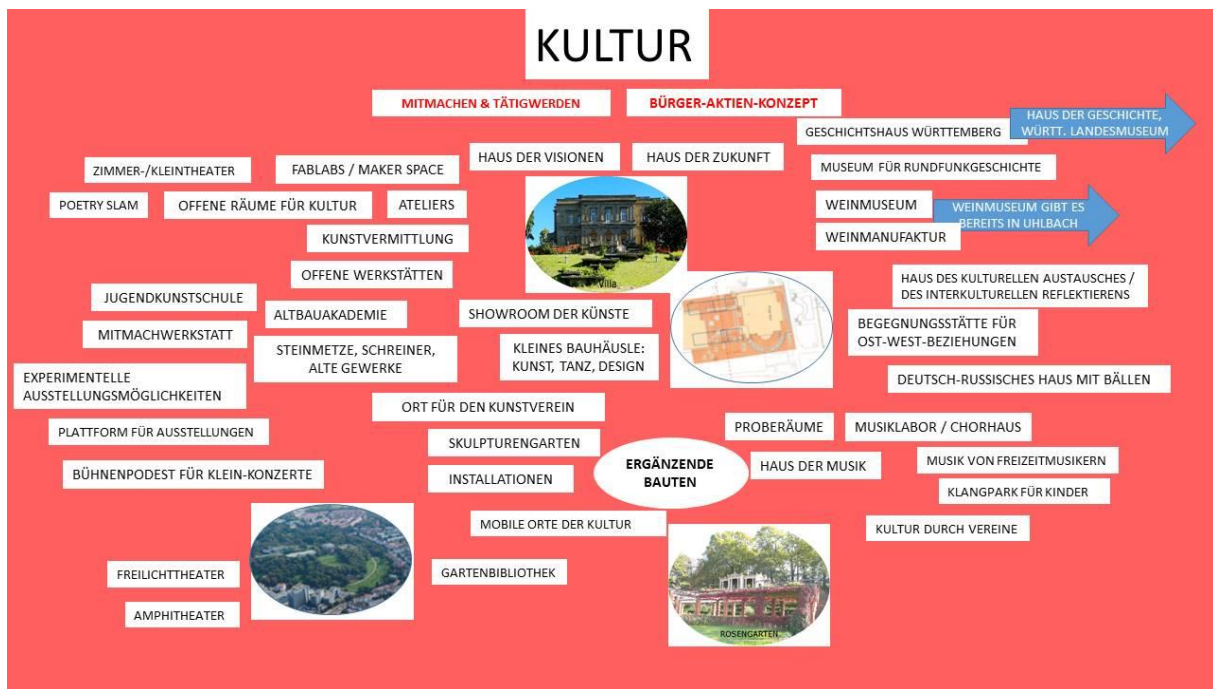 KULTUR
MITMACHEN & TÄTIGWERDEN
BÜRGER-AKTIEN-KONZEPT
GESCHICHTSHAUS WÜRTTEMBERG
HAUS DER GESCHICHTE,
WÜRTT. LANDESMUSEUM
ZIMMER-/KLEINTHEATER
FABLABS / MAKER SPACE
HAUS DER VISIONEN
HAUS DER ZUKUNFT
MUSEUM FÜR RUNDFUNKGESCHICHTE
POETRY SLAM
OFFENE RÄUME FÜR KULTUR
ATELIERS
WEINMUSEUM
WEINMUSEUM GIBT ES
BEREITS IN UHLBACH
KUNSTVERMITTLUNG
WEINMANUFAKTUR
OFFENE WERKSTÄTTEN
Villa
HAUS DES KULTURELLEN AUSTAUSCHES /
DES INTERKULTURELLEN REFLEKTIERENS
JUGENDKUNSTSCHULE
ALTBAUAKADEMIE
SHOWROOM DER KÜNSTE
BEGEGNUNGSSTÄTTE FÜR
OST-WEST-BEZIEHUNGEN
MITMACHWERKSTATT
STEINMETZE, SCHREINER,
ALTE GEWERKE
KLEINES BAUHÄUSLE:
KUNST, TANZ, DESIGN
EXPERIMENTELLE
AUSSTELLUNGSMÖGLICHKEITEN
DEUTSCH-RUSSISCHES HAUS MIT BÄLLEN
ORT FÜR DEN KUNSTVEREIN
PLATTFORM FÜR AUSSTELLUNGEN
SKULPTURENGARTEN
PROBERÄUME
MUSIKLABOR / CHORHAUS
BÜHNENPODEST FÜR KLEIN-KONZERTE
INSTALLATIONEN
ERGÄNZENDE
BAUTEN
HAUS DER MUSIK
MUSIK VON FREIZEITMUSIKERN
KLANGPARK FÜR KINDER
MOBILE ORTE DER KULTUR
KULTUR DURCH VEREINE
FREILICHTTHEATER
GARTENBIBLIOTHEK
AMPHITHEATER
ROSENGARTEN